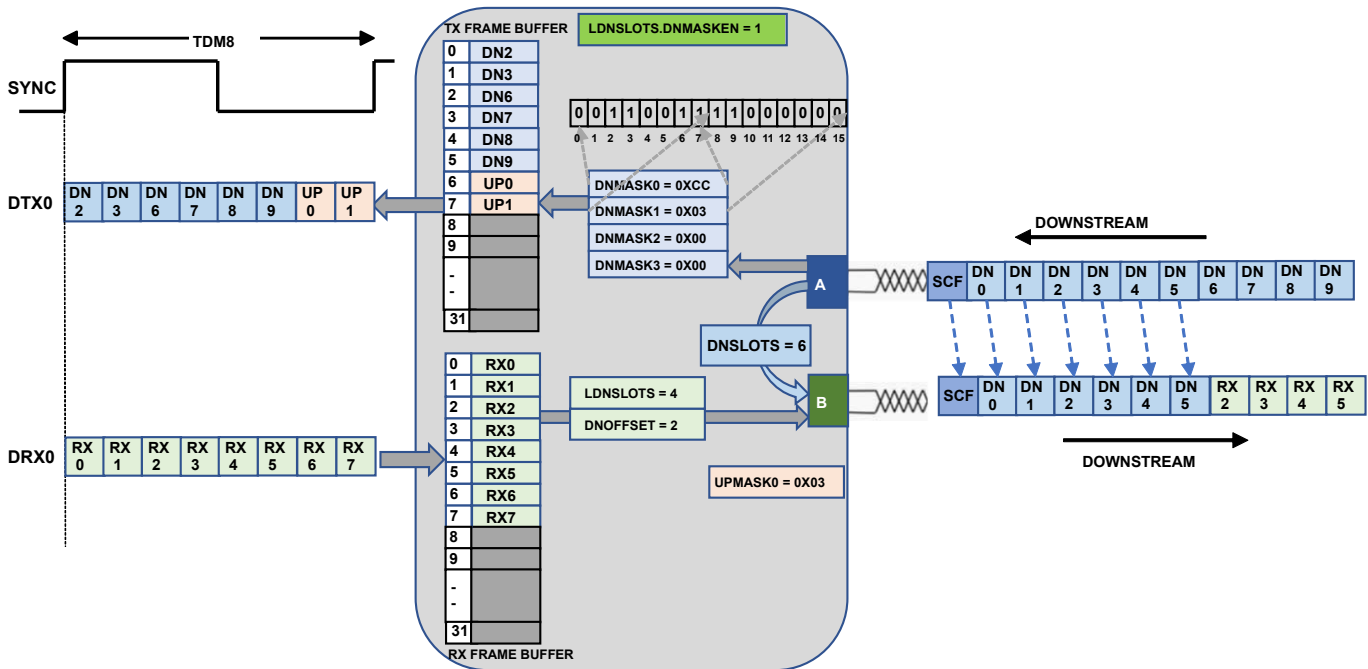 TX FRAME BUFFER
LDNSLOTS.DNMASKEN = 1
TDM8
SYNC
0 DN2
1 DN3
2 DN6
3 DN7
4 DN8
5 DN9
6 UP0
7 UP1
8
9
-
-
31
0 0 1 1 0 0 1 1 1 1 0 0 0 0 0 0
0 1 2 3 4 5 6 7 8 9 10 11 12 13 14 15
DTX0
DN 2 DN 3 DN 6 DN 7 DN 8 DN 9 UP 0 UP 1
DNMASK0 = 0XCC
DNMASK1 = 0X03
DNMASK2 = 0X00
DNMASK3 = 0X00
DOWNSTREAM
A
SCF DN 0 DN 1 DN 2 DN 3 DN 4 DN 5 DN 6 DN 7 DN 8 DN 9
DNSLOTS = 6
B
SCF DN 0 DN 1 DN 2 DN 3 DN 4 DN 5 RX 2 RX 3 RX 4 RX 5
DOWNSTREAM
0 RX0
1 RX1
2 RX2
3 RX3
4 RX4
5 RX5
6 RX6
7 RX7
8
9
-
-
31
LDNSLOTS = 4
DNOFFSET = 2
DRX0
RX 0 RX 1 RX 2 RX 3 RX 4 RX 5 RX 6 RX 7
UPMASK0 = 0X03
RX FRAME BUFFER